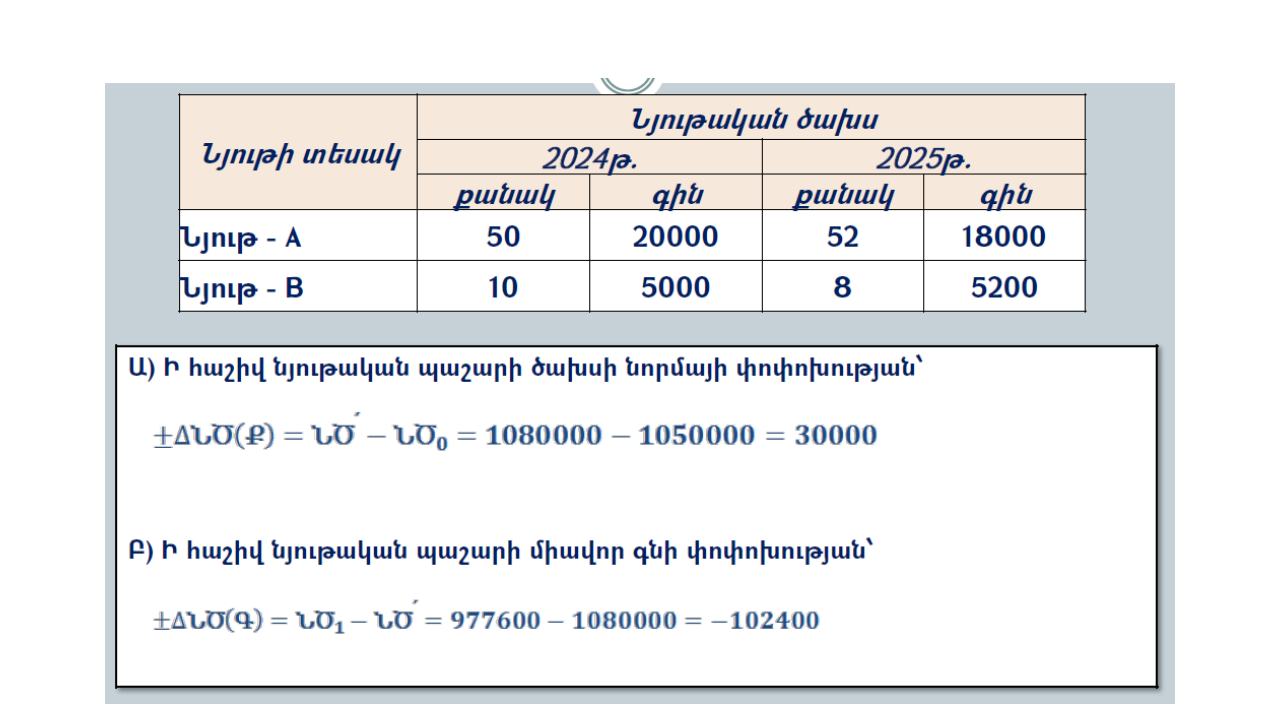 Նյութի տեսակ
Նյութական ծախս
2024թ. 2025թ.
քանակ գին քանակ գին
Նյութ - A 50 20000 52 18000
Նյութ - B 10 5000 8 5200
Ա) Ի հաշիվ նյութական պաշարի ծախսի նորմայի փոփոխության՝
±ΔՆԾ(Ք) = ՆԾ՛ − ՆԾ₀ = 1080000 − 1050000 = 30000
Բ) Ի հաշիվ նյութական պաշարի միավոր գնի փոփոխության՝
±ΔՆԾ(Գ) = ՆԾ₁ − ՆԾ՛ = 977600 − 1080000 = −102400